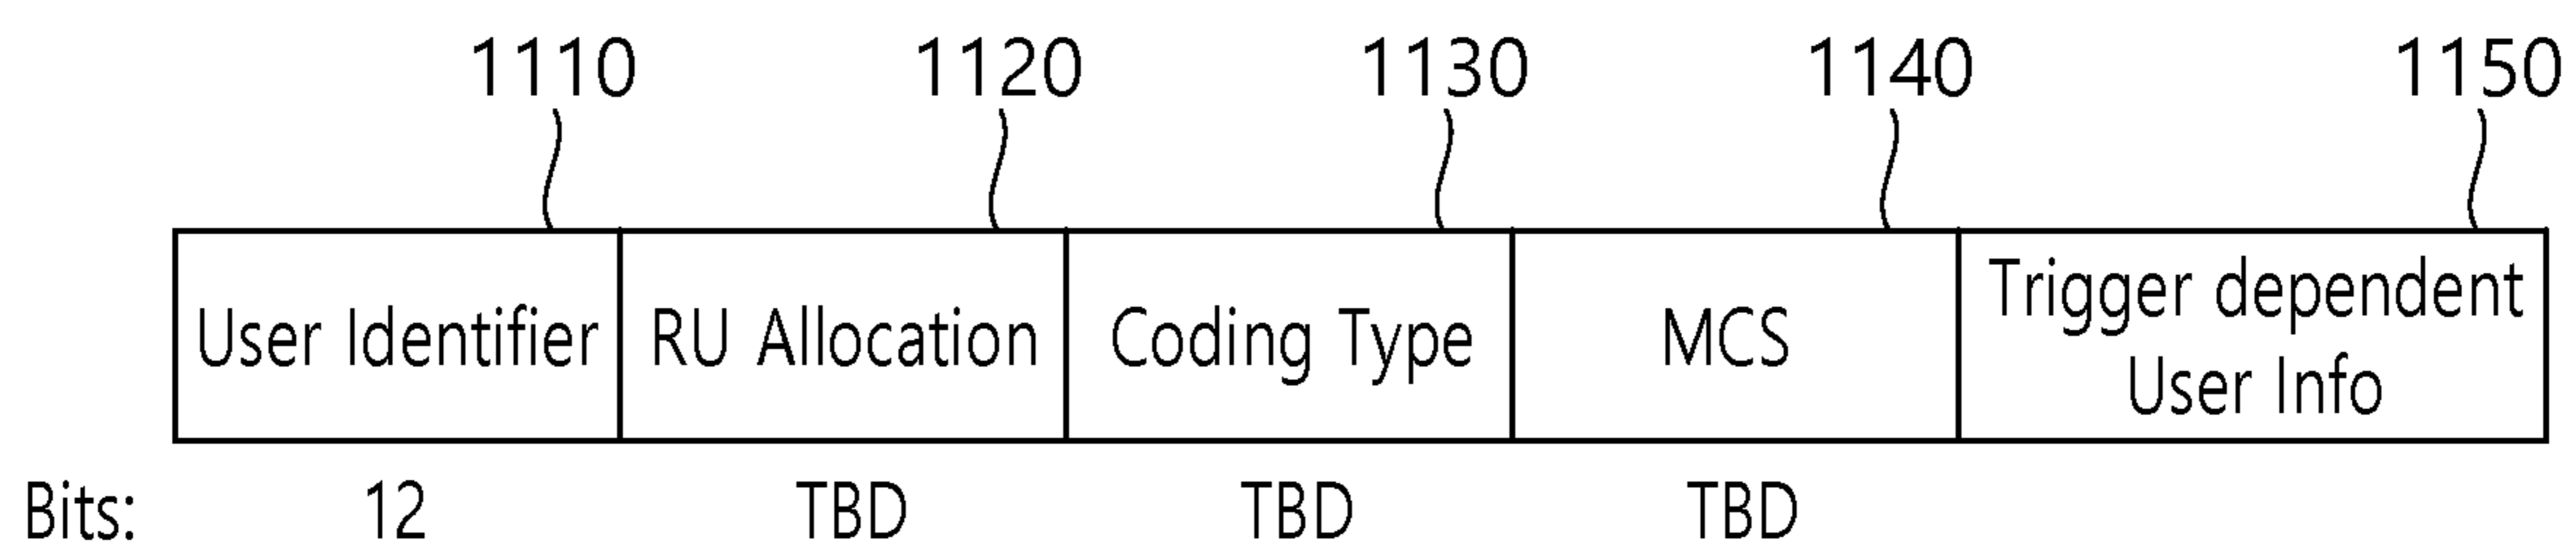 1110 1120 1130 1140 1150
User Identifier RU Allocation Coding Type MCS Trigger dependent
User Info
Bits: 12 TBD TBD TBD